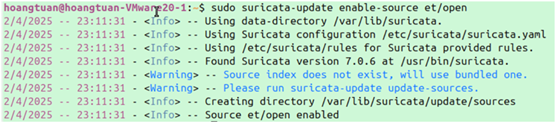 hoangtuan@hoangtuan-VMware20-1:~$ sudo suricata-update enable-source et/open
2/4/2025 -- 23:11:31 - <Info> -- Using data-directory /var/lib/suricata.
2/4/2025 -- 23:11:31 - <Info> -- Using Suricata configuration /etc/suricata/suricata.yaml
2/4/2025 -- 23:11:31 - <Info> -- Using /etc/suricata/rules for Suricata provided rules.
2/4/2025 -- 23:11:31 - <Info> -- Found Suricata version 7.0.6 at /usr/bin/suricata.
2/4/2025 -- 23:11:31 - <Warning> -- Source index does not exist, will use bundled one.
2/4/2025 -- 23:11:31 - <Warning> -- Please run suricata-update update-sources.
2/4/2025 -- 23:11:31 - <Info> -- Creating directory /var/lib/suricata/update/sources
2/4/2025 -- 23:11:31 - <Info> -- Source et/open enabled